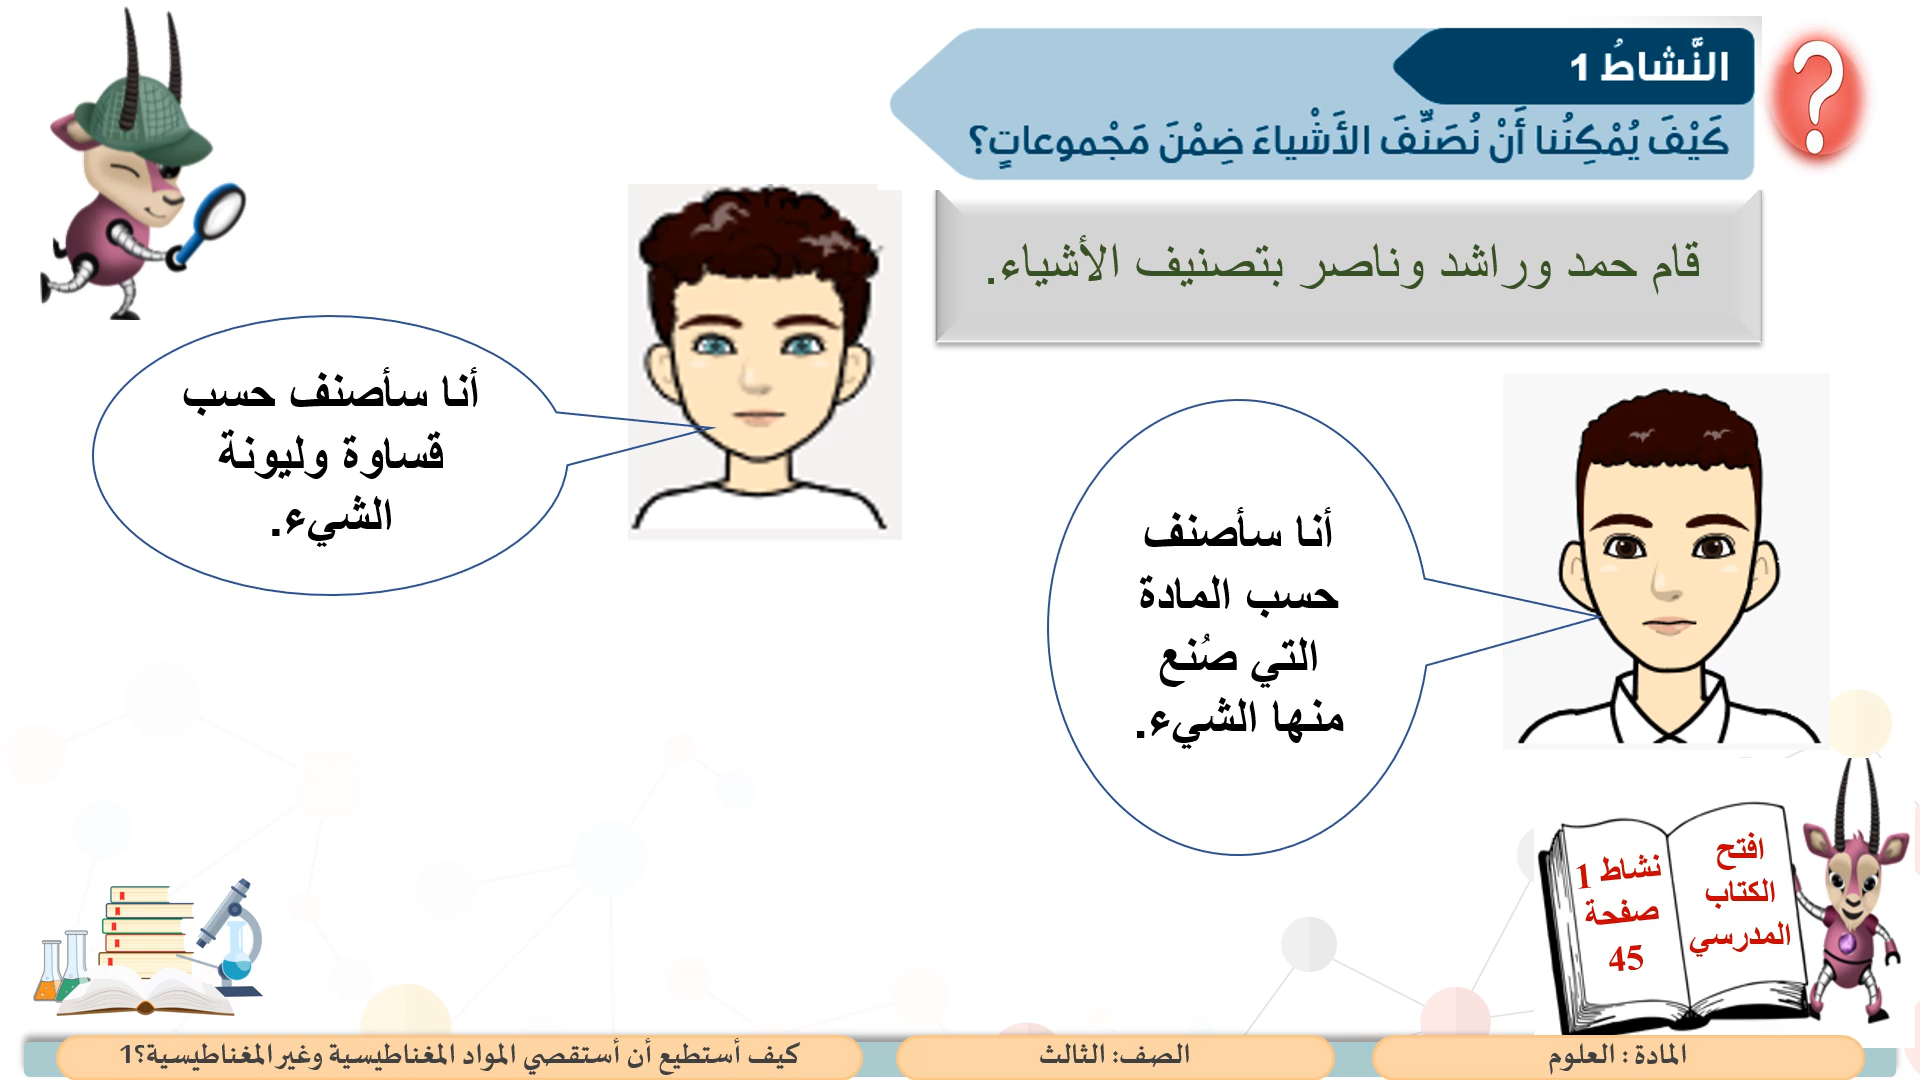 النَّشاطُ 1
كَيْفَ يُمْكِنُنا أَنْ نُصَنِّفَ الأَشْياءَ ضِمْنَ مَجْموعاتٍ؟
قام حمد وراشد وناصر بتصنيف الأشياء.
أنا سأصنف
حسب المادة
التي صُنع
منها الشيء.
أنا سأصنف حسب
قساوة وليونة
الشيء.
افتح
الكتاب
المدرسي
نشاط 1
صفحة
45
المادة : العلوم
الصف: الثالث
كيف أستطيع أن أستقصي المواد المغناطيسية وغير المغناطيسية؟1